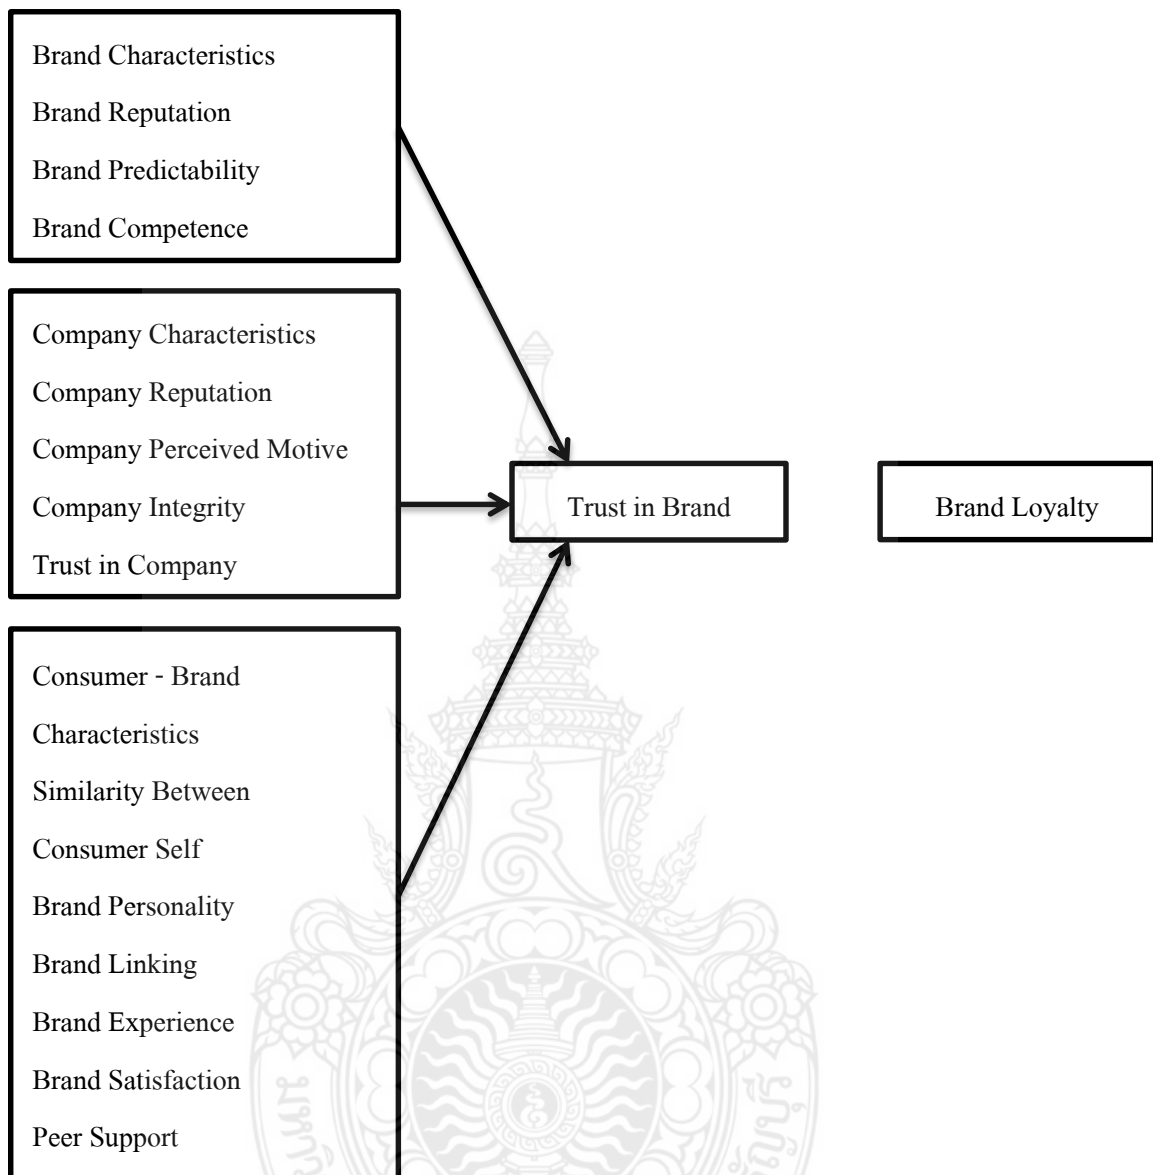 Brand Characteristics
Brand Reputation
Brand Predictability
Brand Competence
Company Characteristics
Company Reputation
Company Perceived Motive
Company Integrity
Trust in Company
Trust in Brand
Brand Loyalty
Consumer - Brand
Characteristics
Similarity Between
Consumer Self
Brand Personality
Brand Linking
Brand Experience
Brand Satisfaction
Peer Support